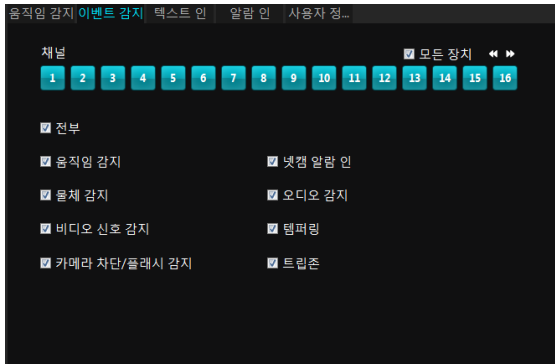 움직임 감지 이벤트 감지 텍스트 인 알람 인 사용자 정...
채널 모든 장치
1 2 3 4 5 6 7 8 9 10 11 12 13 14 15 16
전부
움직임 감지 넷캠 알람 인
물체 감지 오디오 감지
비디오 신호 감지 템퍼링
카메라 차단/플래시 감지 트립존